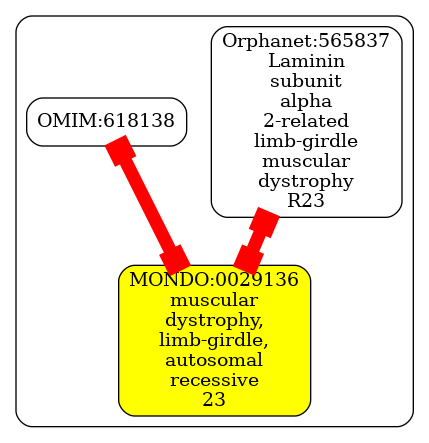 OMIM:618138
Orphanet:565837
Laminin
subunit
alpha
2-related
limb-girdle
muscular
dystrophy
R23
MONDO:0029136
muscular
dystrophy,
limb-girdle,
autosomal
recessive
23